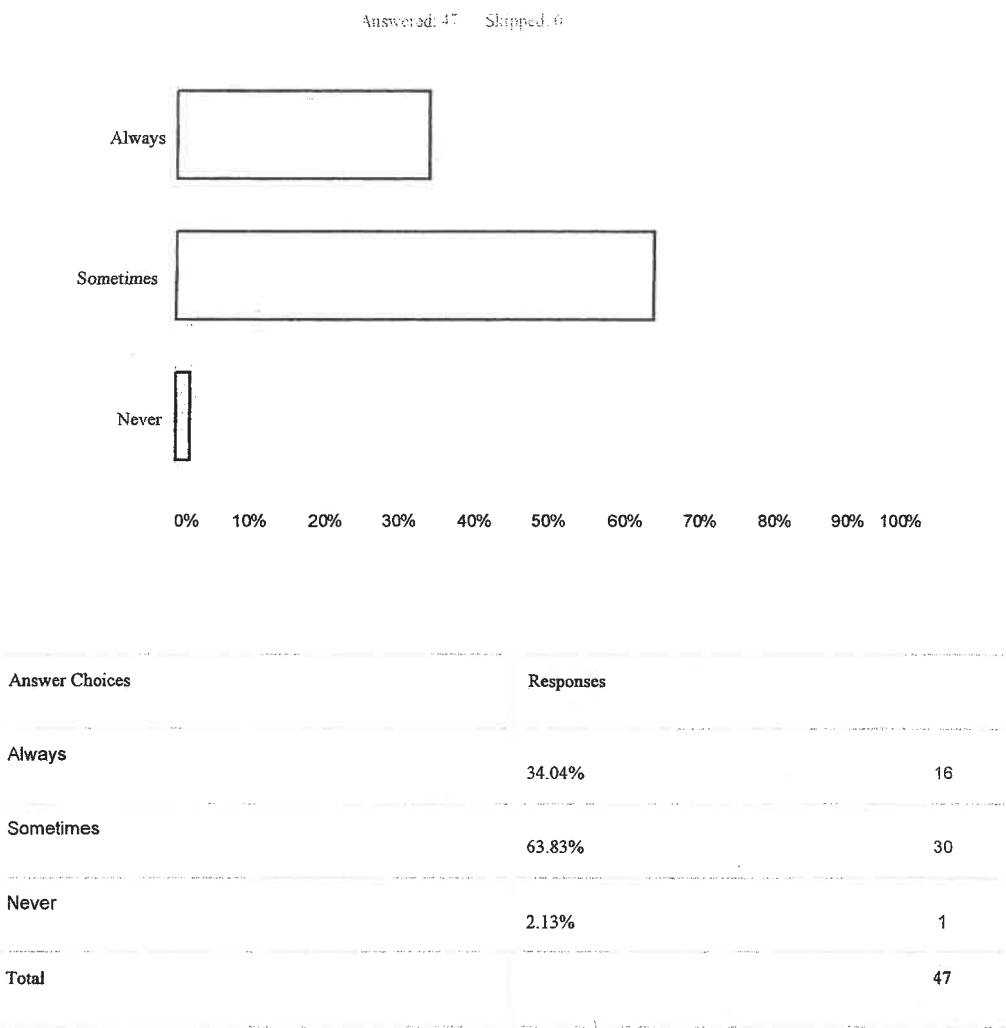 Answered: 47 Skipped: 0
Always
Sometimes
Never
0% 10% 20% 30% 40% 50% 60% 70% 80% 90% 100%
Answer Choices Responses
Always
34.04% 16
Sometimes
63.83% 30
Never
2.13% 1
Total 47